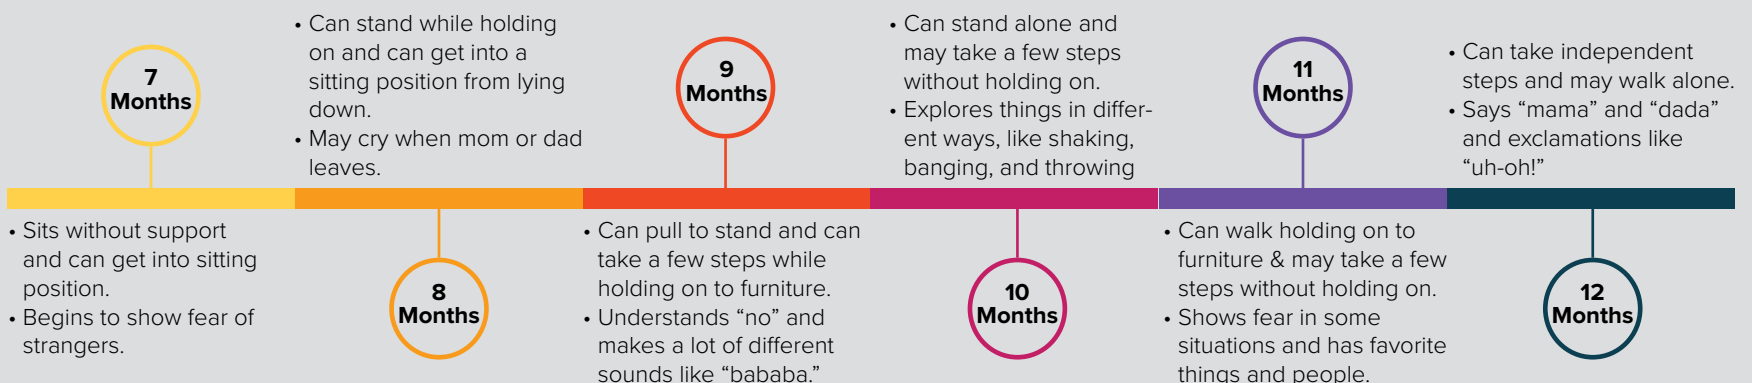 7
Months
• Sits without support
and can get into sitting
position.
• Begins to show fear of
strangers.
• Can stand while holding
on and can get into a
sitting position from lying
down.
• May cry when mom or dad
leaves.
8
Months
9
Months
• Can pull to stand and can
take a few steps while
holding on to furniture.
• Understands “no” and
makes a lot of different
sounds like “bababa.”
• Can stand alone and
may take a few steps
without holding on.
• Explores things in differ-
ent ways, like shaking,
banging, and throwing
10
Months
11
Months
• Can walk holding on to
furniture & may take a few
steps without holding on.
• Shows fear in some
situations and has favorite
things and people.
• Can take independent
steps and may walk alone.
• Says “mama” and “dada”
and exclamations like
“uh-oh!”
12
Months